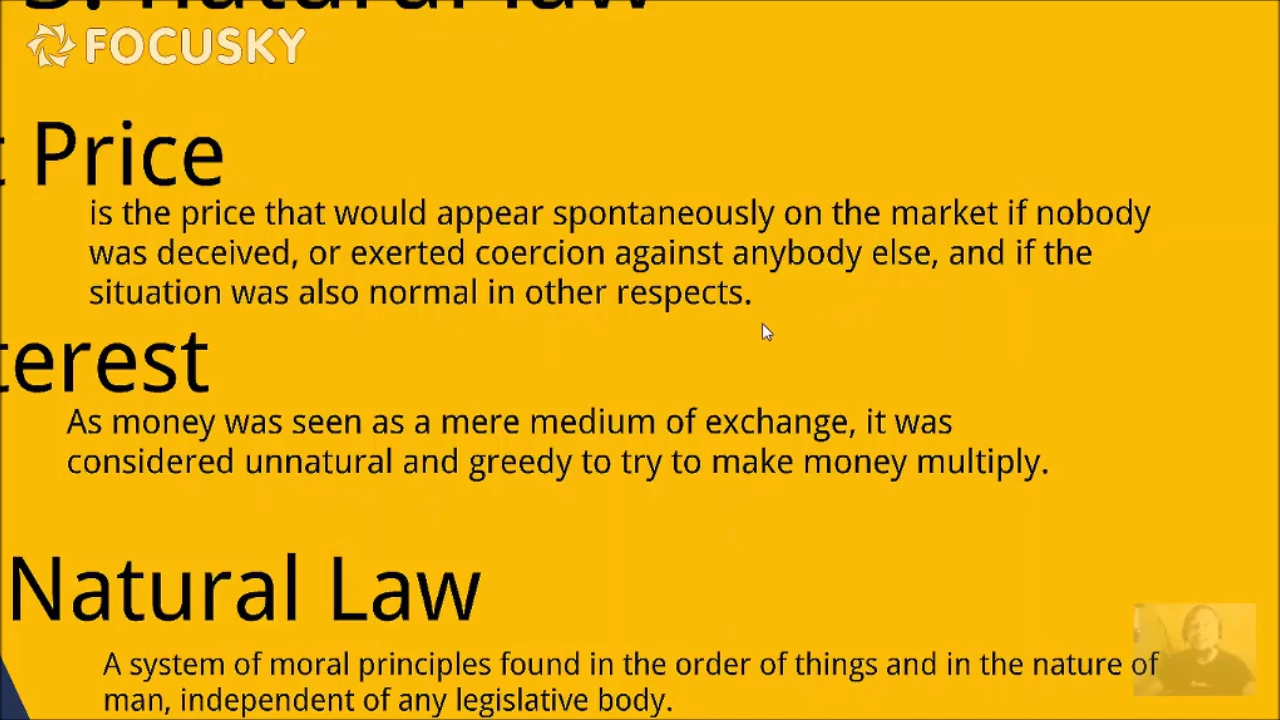 3. Natural law
FOCUSKY
t Price
is the price that would appear spontaneously on the market if nobody
was deceived, or exerted coercion against anybody else, and if the
situation was also normal in other respects.
terest
As money was seen as a mere medium of exchange, it was
considered unnatural and greedy to try to make money multiply.
Natural Law
A system of moral principles found in the order of things and in the nature of
man, independent of any legislative body.